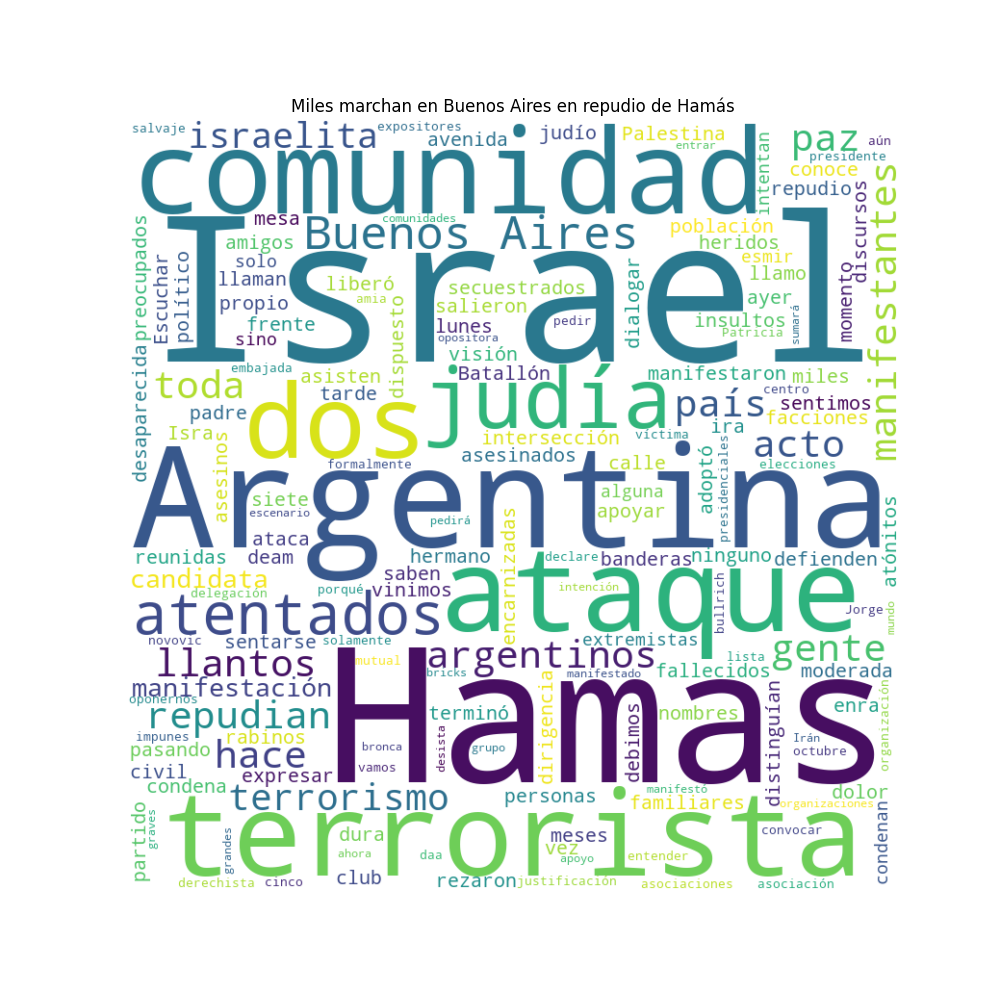 Miles marchan en Buenos Aires en repudio de Hamás
salvaje
israelita
expositores
avenida
judío
Palestina
entrar
intentan
paz
aún
presidente
conoce
repudio
comunidad
Israel
mesa
comunidades
Buenos Aires
población
discursos
manifestantes
preocupados
Escuchar
político
amigos
solo
heridos
esmir
llaman
liberó
secuestrados
dialogar
llamo
momento
propio
amia
dispuesto
salieron
ayer
frente
lunes
pedir
insultos
Patricia
sumará
sino
opositora
visión
desaparecida
embajada
asisten
Batallón
manifestaron
miles
toda
tarde
judía
centro
dos
padre
país
sentimos
facciones
Isra
asesinos
intersección
víctima
ira
acto
formalmente
asesinados
calle
adoptó
presidenciales
elecciones
Argentina
siete
escenario
alguna
apoyar
pedirá
atónitos
ataca
encarnizadas
reunidas
deam
hermano
declare
banderas
ninguno
defienden
candidata
saben
delegación
porqué
vinimos
intención
ataque
bullrich
atentados
Jorge
mundo
novovic
sentarse
solamente
extremistas
gente
llantos
mutual
argentinos
lista
bricks
manifestado
fallecidos
moderada
manifestación
oponernos
Hamas
enra
organización
repudian
terminó
dirigencia
debimos
nombres
distinguían
impunes
rabinos
pasando
hace
bronca
desista
grupo
Irán
octubre
civil
expresar
vamos
condena
terrorismo
personas
manifestó
familiares
organizaciones
dolor
partido
graves
terrorista
grandes
dura
meses
convocar
condenan
ahora
daa
vez
apoyo
entender
derechista
cinco
club
rezaron
justificación
asociaciones
asociación